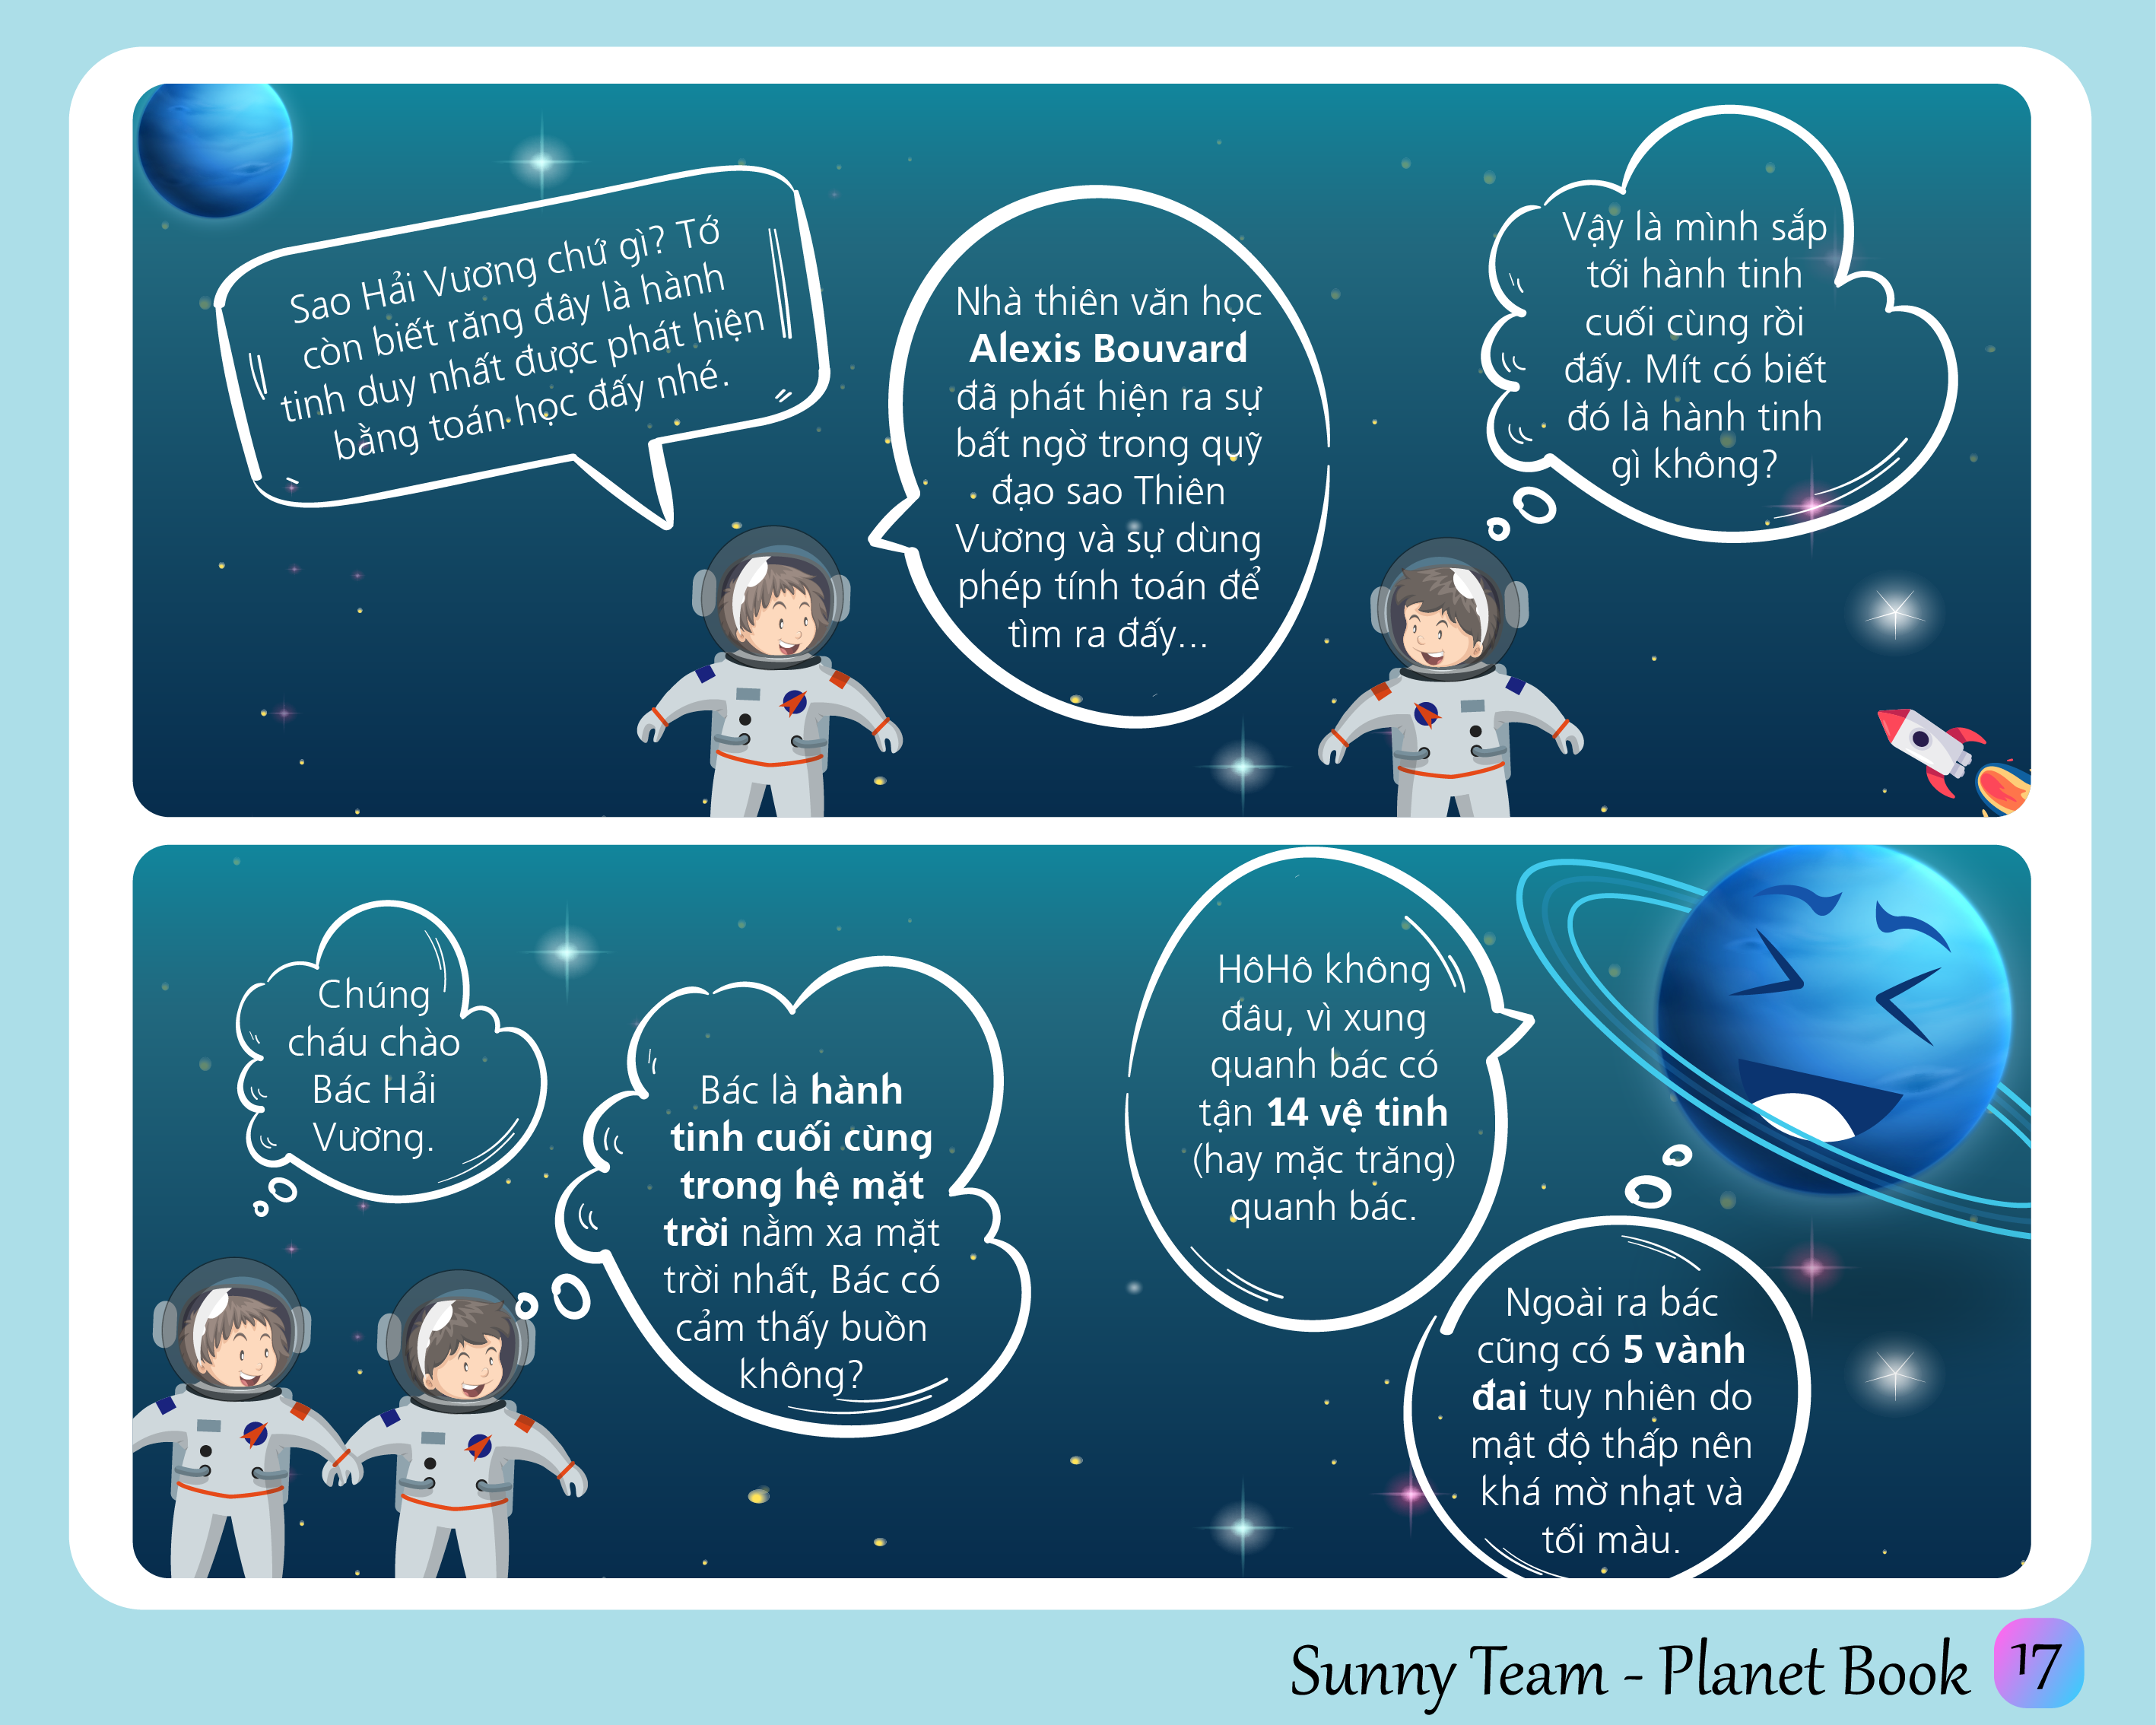 Vậy là mình sắp
tới hành tinh
cuối cùng rồi
đấy. Mít có biết
đó là hành tinh
gì không?
Sao Hải Vương chứ gì? Tớ
còn biết rằng đây là hành
tinh duy nhất được phát hiện
bằng toán học đấy nhé.
Nhà thiên văn học
Alexis Bouvard
đã phát hiện ra sự
bất ngờ trong quỹ
đạo sao Thiên
Vương và sự dùng
phép tính toán để
tìm ra đấy...
Chúng
cháu chào
Bác Hải
Vương.
Bác là hành
tinh cuối cùng
trong hệ mặt
trời nằm xa mặt
trời nhất, Bác có
cảm thấy buồn
không?
HôHô không
đâu, vì xung
quanh bác có
tận 14 vệ tinh
(hay mặc trăng)
quanh bác.
Ngoài ra bác
cũng có 5 vành
đai tuy nhiên do
mật độ thấp nên
khá mờ nhạt và
tối màu.
Sunny Team - Planet Book 17